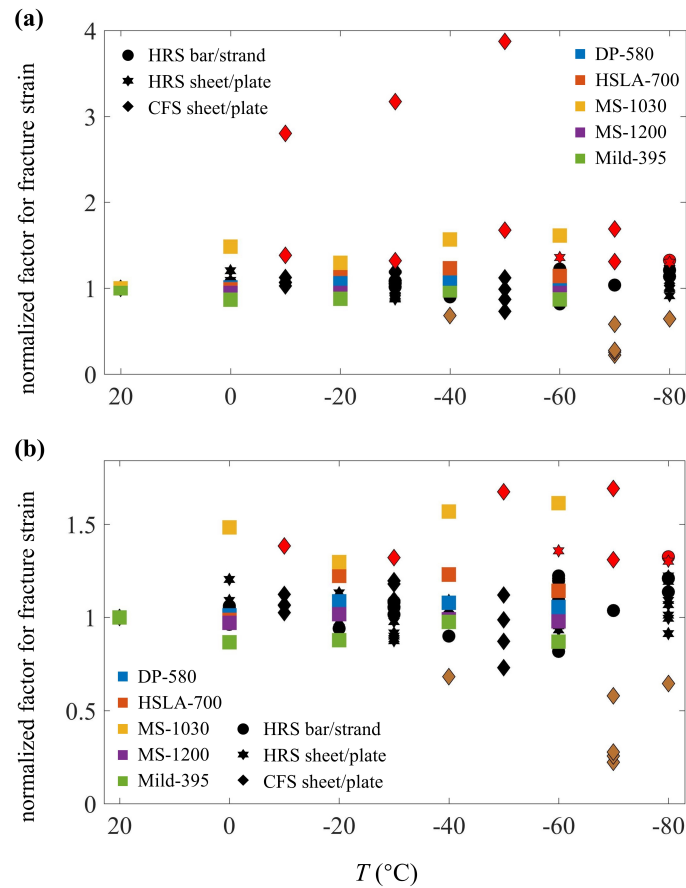 (a)
normalized factor for fracture strain
4
3
2
1
0
HRS bar/strand
HRS sheet/plate
CFS sheet/plate
DP-580
HSLA-700
MS-1030
MS-1200
Mild-395
20 0 -20 -40 -60 -80
(b)
normalized factor for fracture strain
1.5
1
0.5
0
DP-580
HSLA-700
MS-1030
MS-1200
Mild-395
HRS bar/strand
HRS sheet/plate
CFS sheet/plate
20 0 -20 -40 -60 -80
T (°C)